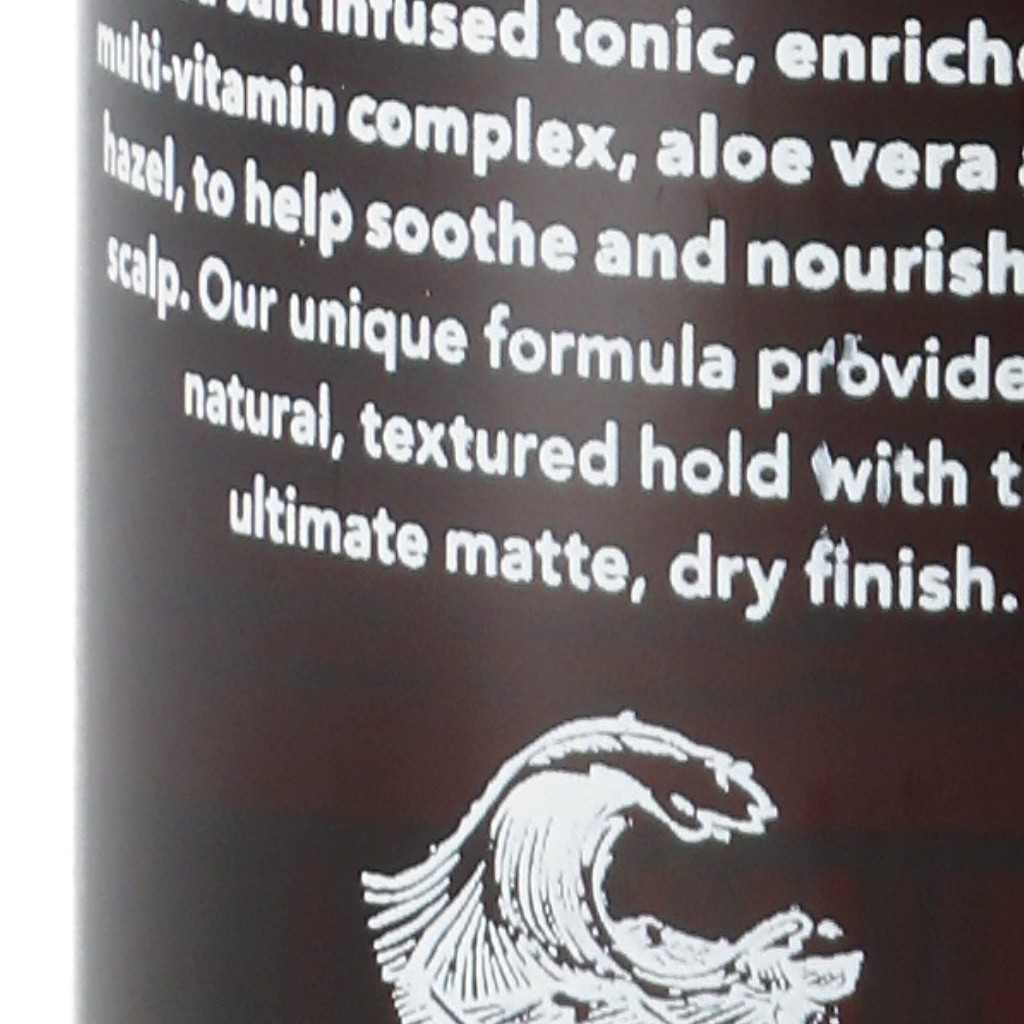 infused tonic, enriche
multi-vitamin complex, aloe vera
hazel, to help soothe and nourish
scalp. Our unique formula provide
natural, textured hold with t
ultimate matte, dry finish.